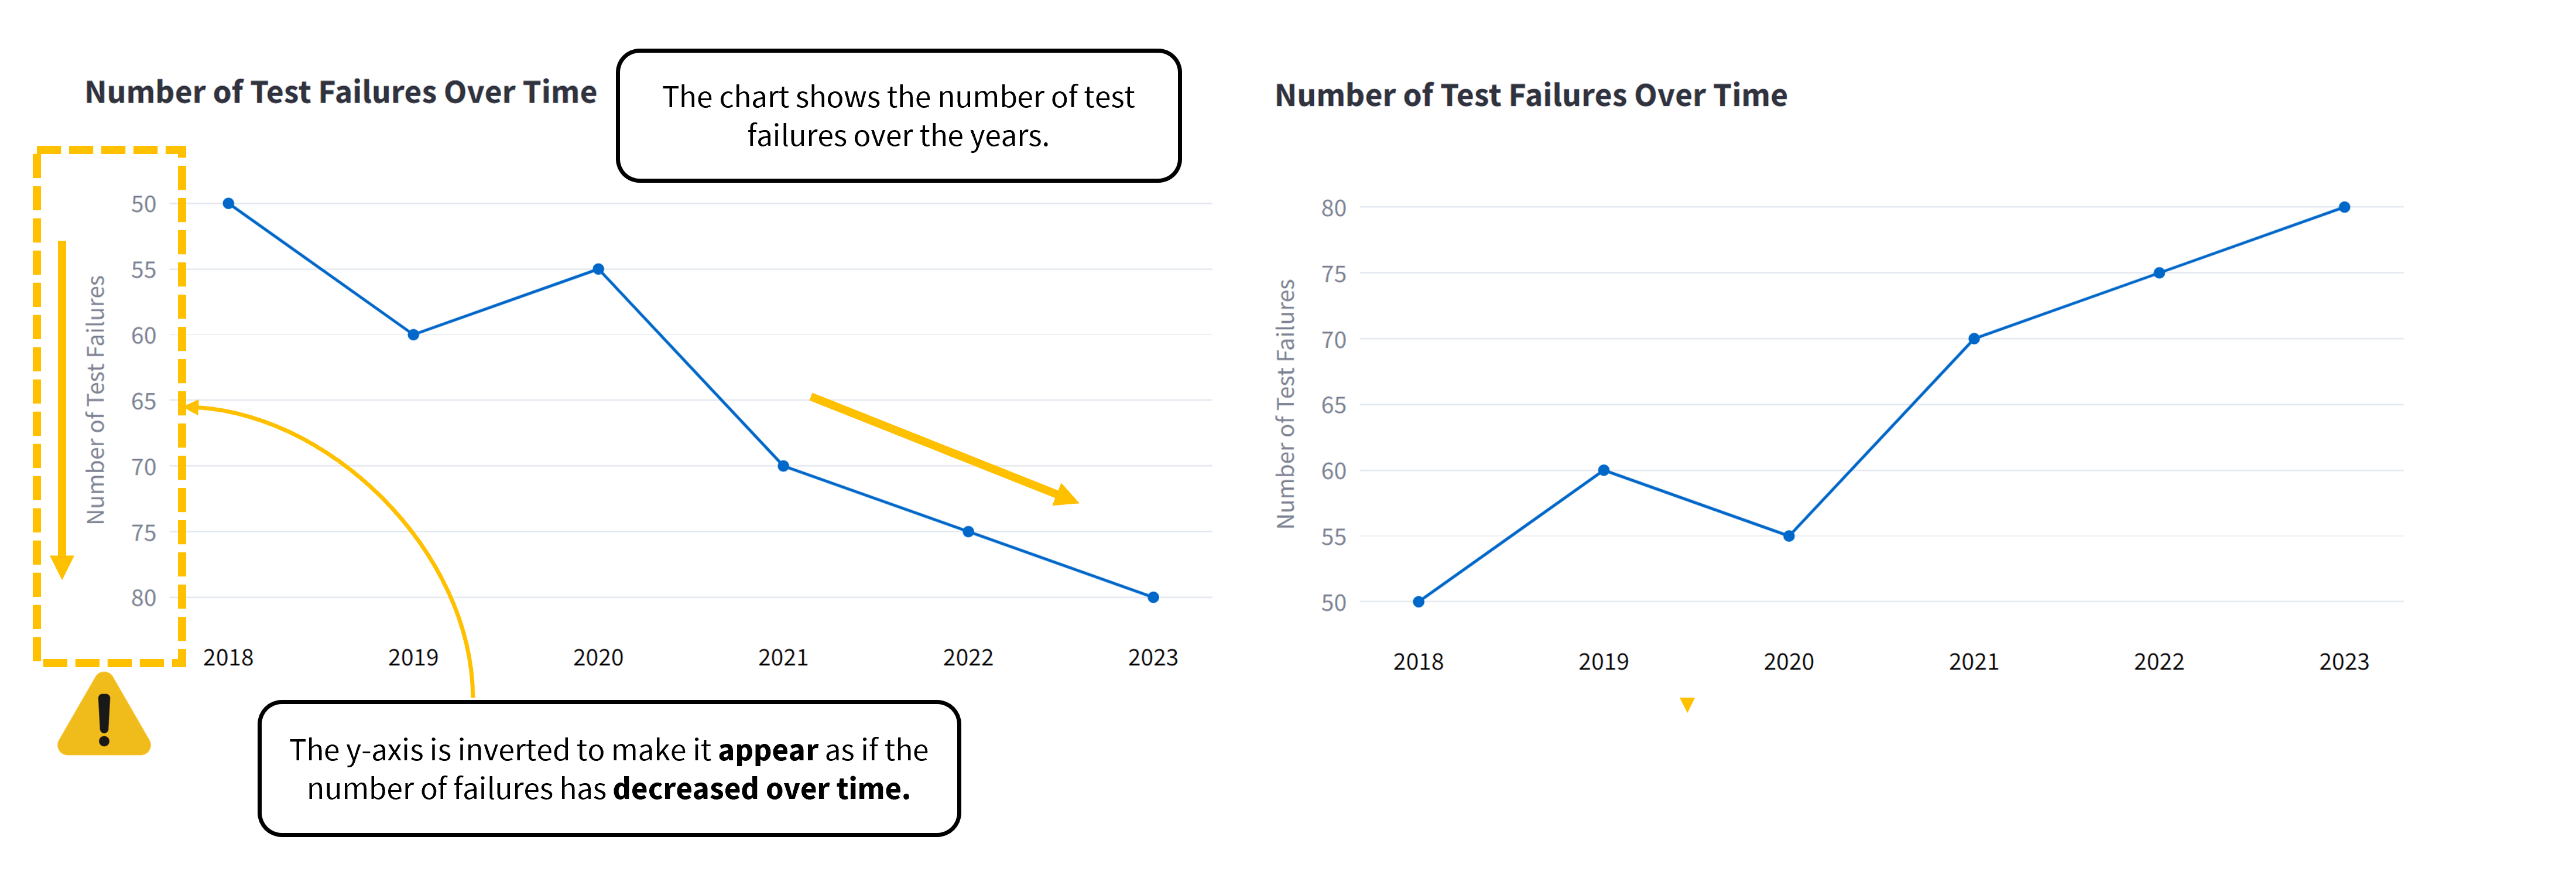 Number of Test Failures Over Time
The chart shows the number of test
failures over the years.
Number of Test Failures
50
55
60
65
70
75
80
2018 2019 2020 2021 2022 2023
The y-axis is inverted to make it appear as if the
number of failures has decreased over time.
Number of Test Failures Over Time
Number of Test Failures
80
75
70
65
60
55
50
2018 2019 2020 2021 2022 2023